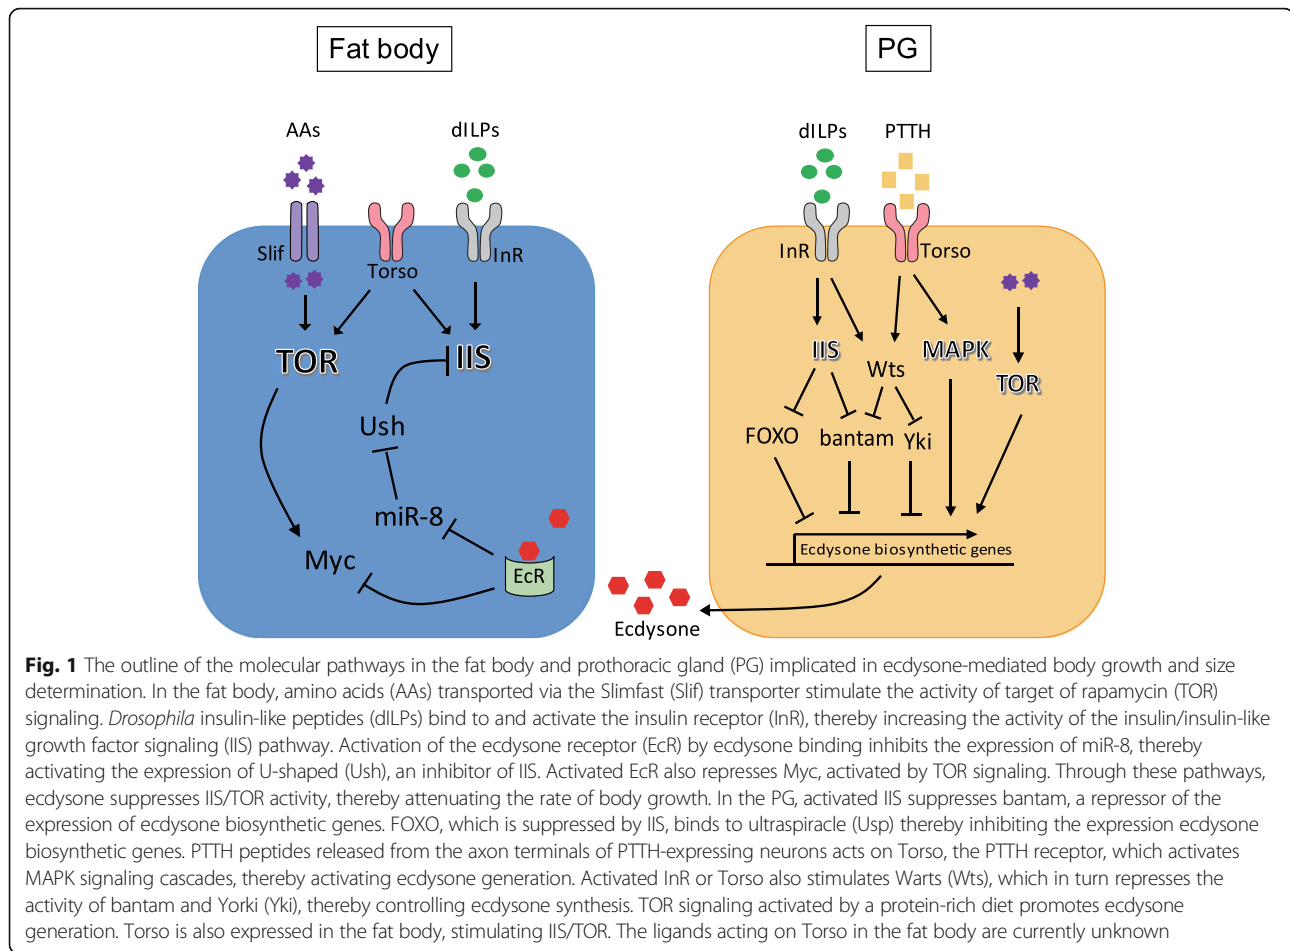 Fat body
PG
AAs
dILPs
dILPs
PTTH
Slif
Torso
InR
InR
Torso
TOR
IIS
IIS
MAPK
Wts
TOR
Ush
FOXO
bantam
Yki
miR-8
Myc
EcR
Ecdysone biosynthetic genes
Ecdysone
Fig. 1 The outline of the molecular pathways in the fat body and prothoracic gland (PG) implicated in ecdysone-mediated body growth and size
determination. In the fat body, amino acids (AAs) transported via the Slimfast (Slif) transporter stimulate the activity of target of rapamycin (TOR)
signaling. Drosophila insulin-like peptides (dILPs) bind to and activate the insulin receptor (InR), thereby increasing the activity of the insulin/insulin-like
growth factor signaling (IIS) pathway. Activation of the ecdysone receptor (EcR) by ecdysone binding inhibits the expression of miR-8, thereby
activating the expression of U-shaped (Ush), an inhibitor of IIS. Activated EcR also represses Myc, activated by TOR signaling. Through these pathways,
ecdysone suppresses IIS/TOR activity, thereby attenuating the rate of body growth. In the PG, activated IIS suppresses bantam, a repressor of the
expression of ecdysone biosynthetic genes. FOXO, which is suppressed by IIS, binds to ultraspiracle (Usp) thereby inhibiting the expression ecdysone
biosynthetic genes. PTTH peptides released from the axon terminals of PTTH-expressing neurons acts on Torso, the PTTH receptor, which activates
MAPK signaling cascades, thereby activating ecdysone generation. Activated InR or Torso also stimulates Warts (Wts), which in turn represses the
activity of bantam and Yorki (Yki), thereby controlling ecdysone synthesis. TOR signaling activated by a protein-rich diet promotes ecdysone
generation. Torso is also expressed in the fat body, stimulating IIS/TOR. The ligands acting on Torso in the fat body are currently unknown